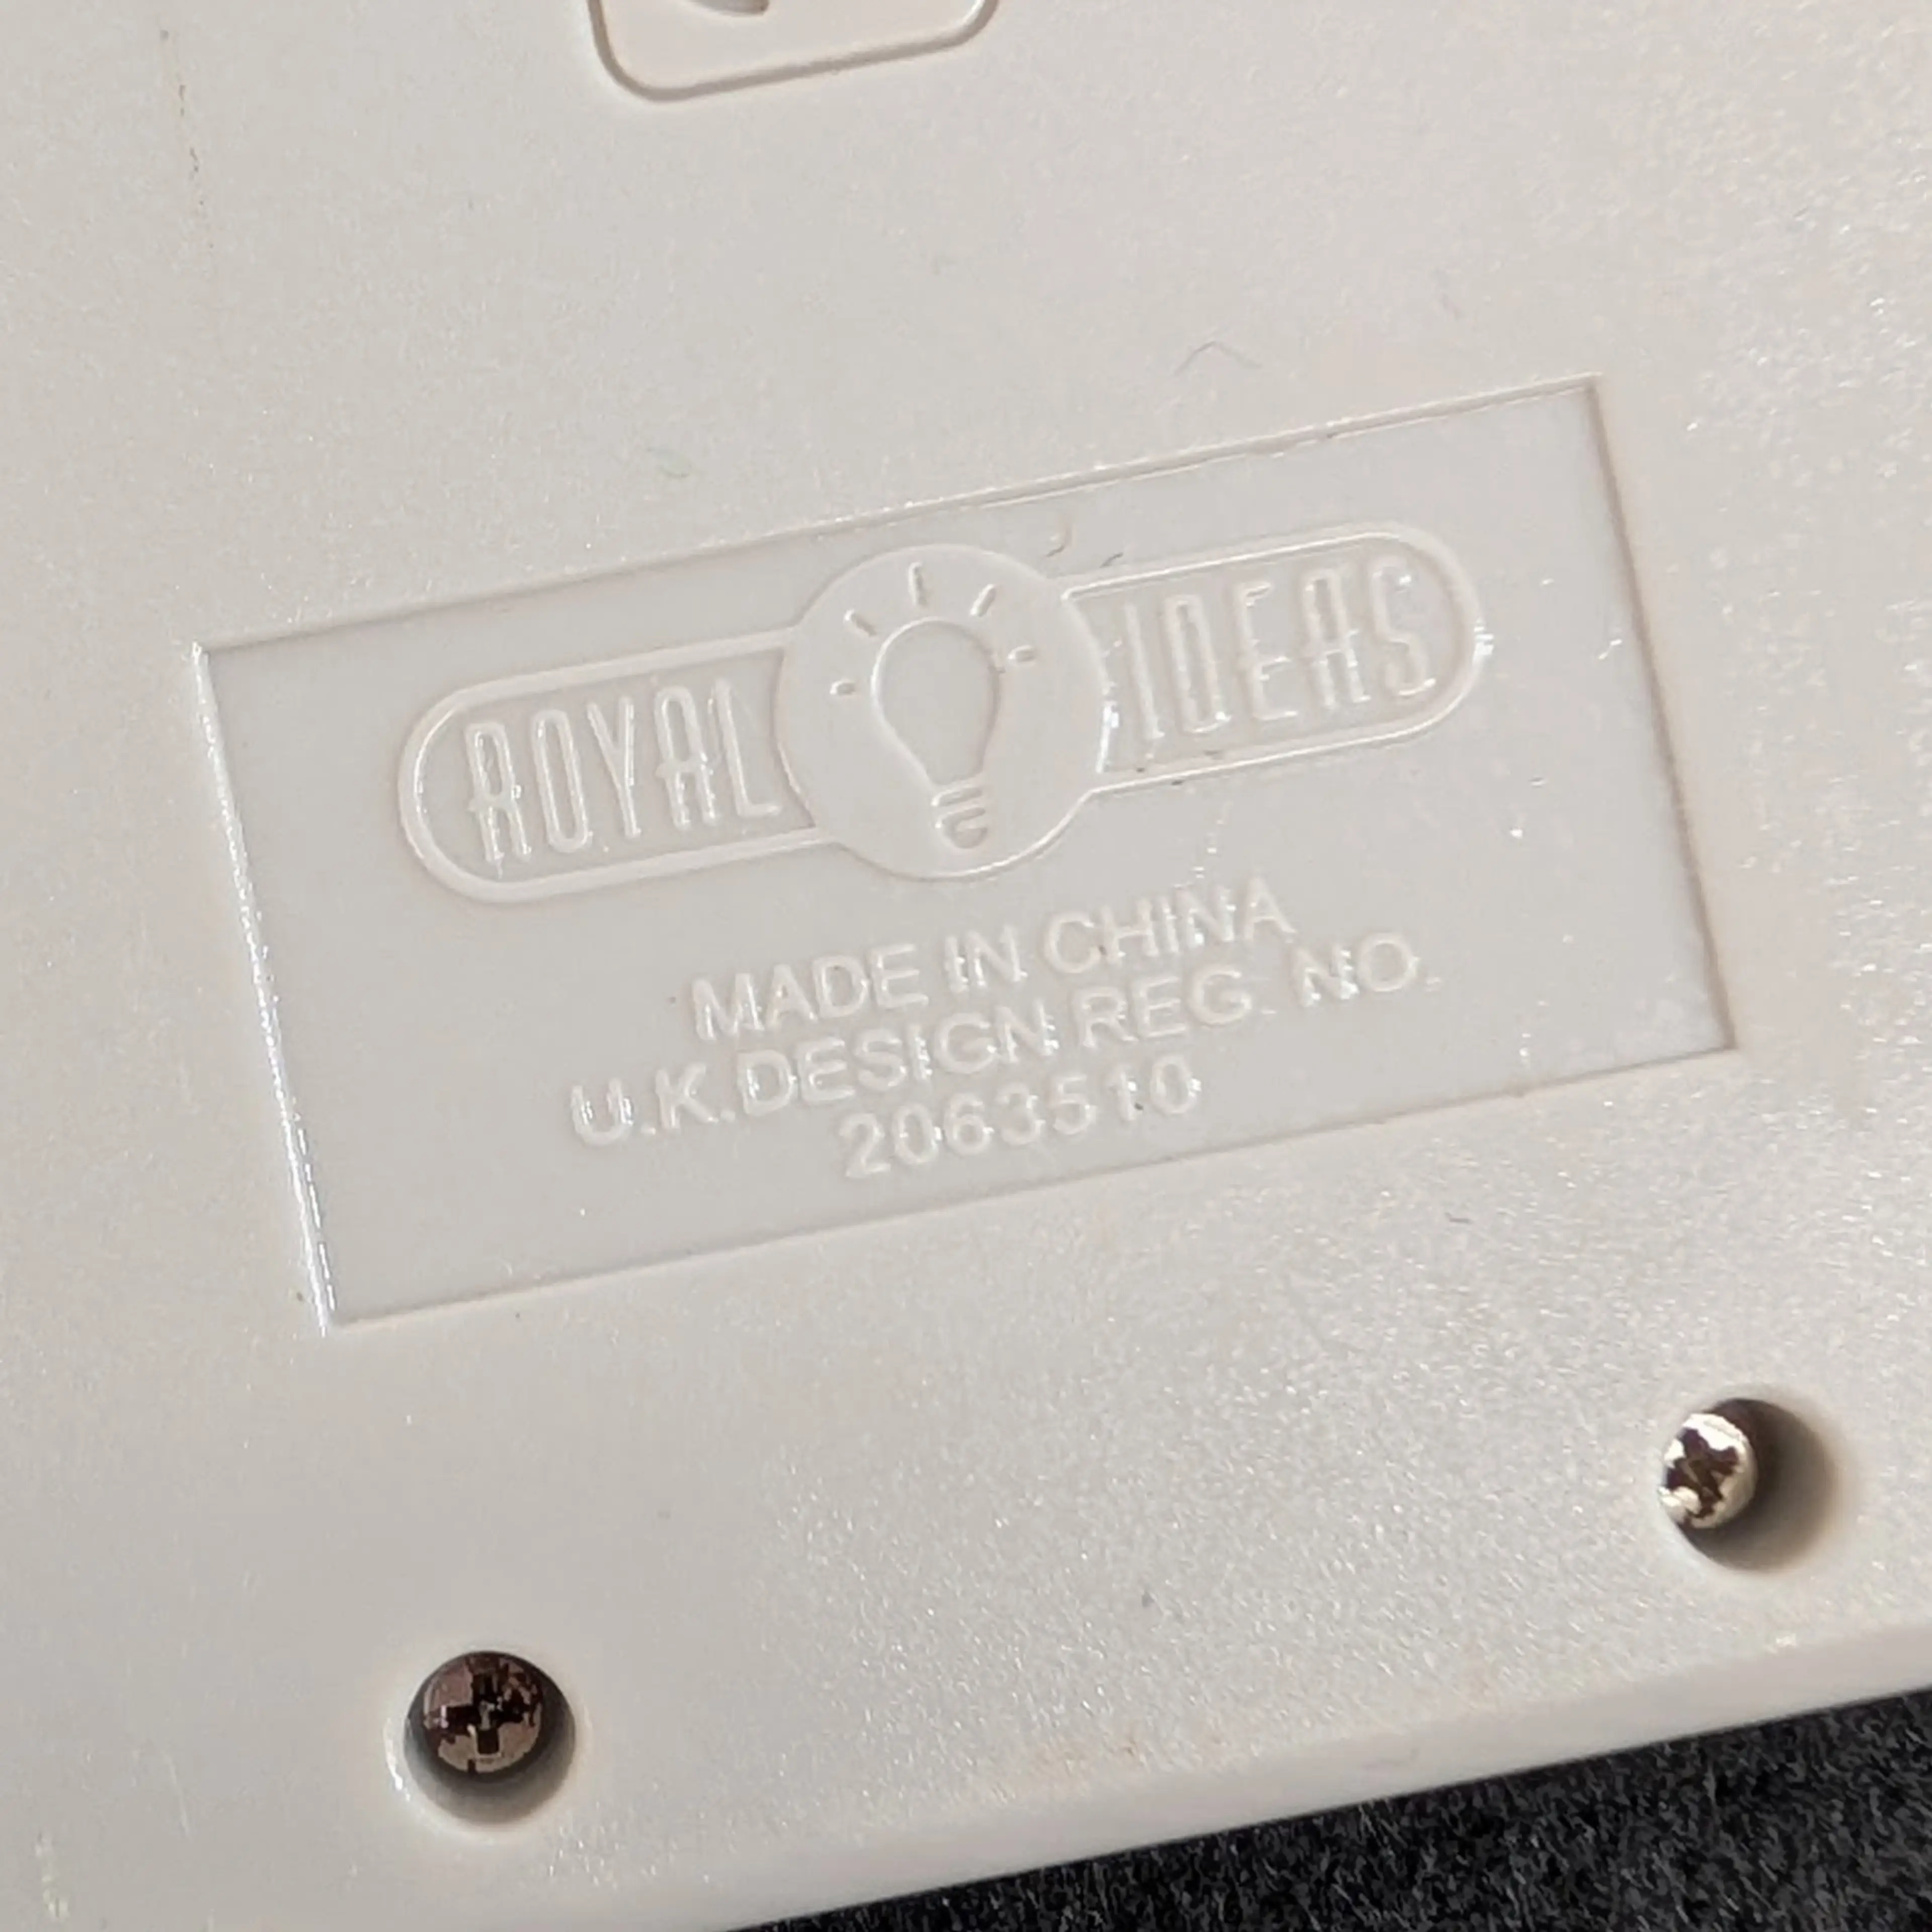 ROYAL IDEAS
MADE IN CHINA
U.K.DESIGN REG. NO.
2063510